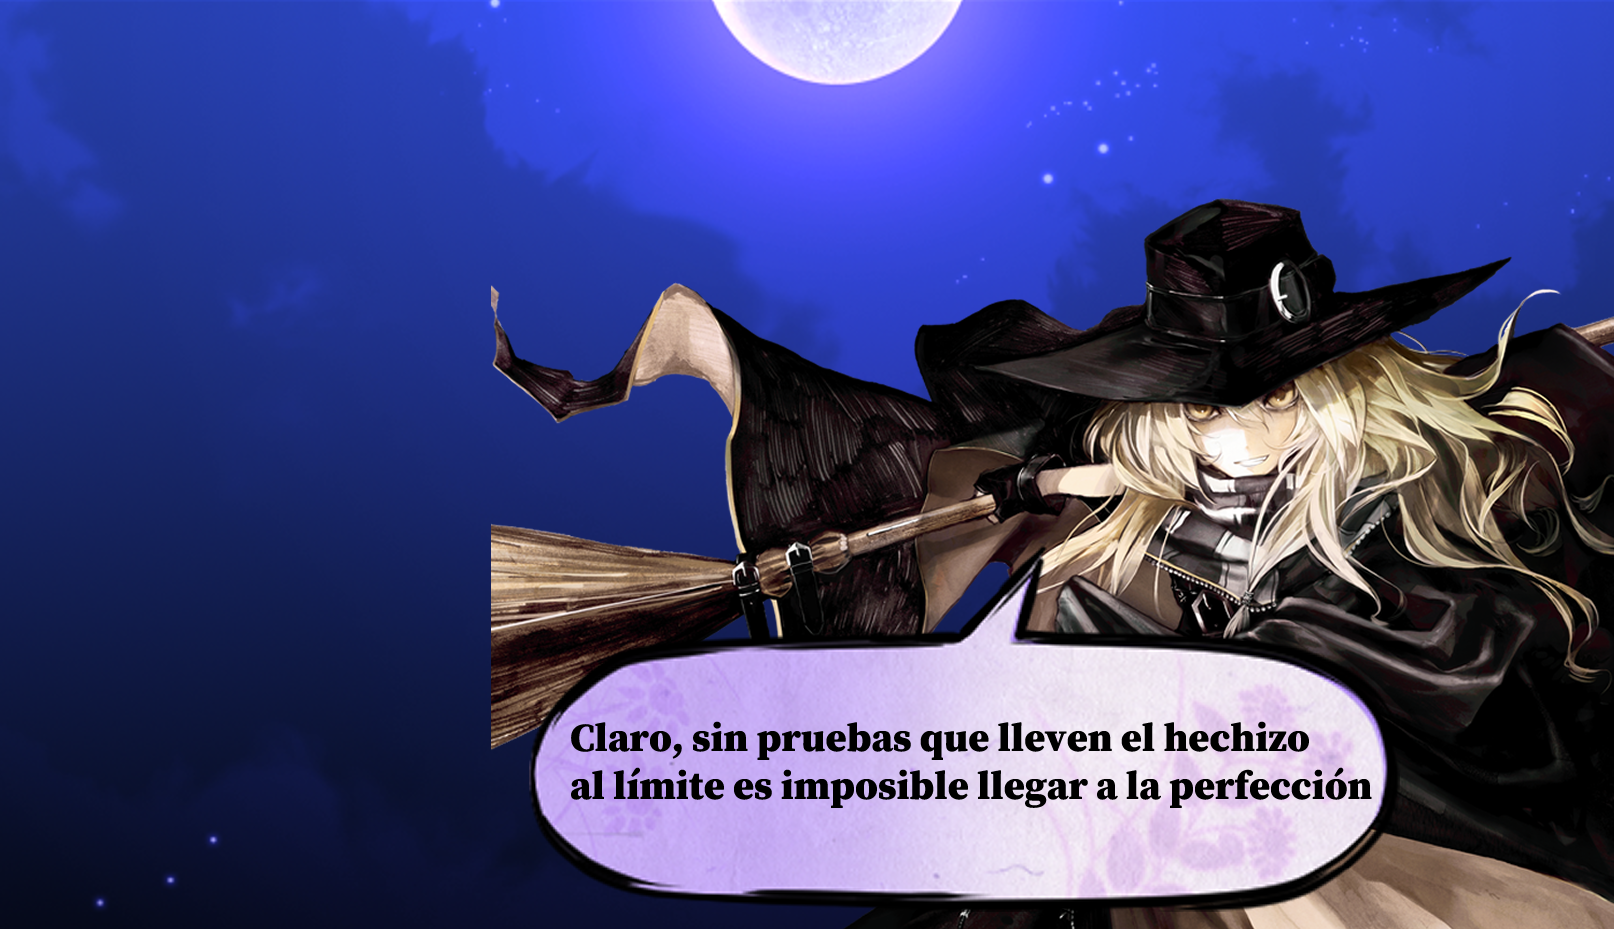 Claro, sin pruebas que lleven el hechizo
al límite es imposible llegar a la perfección